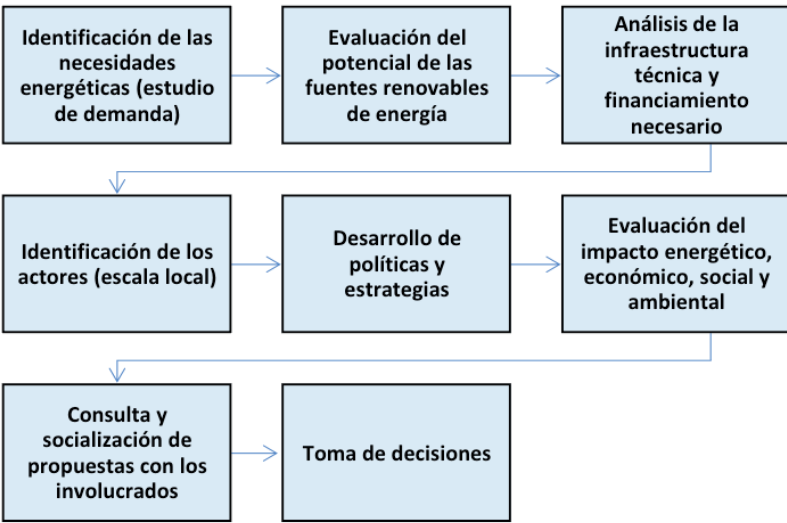 Identificación de las
necesidades
energéticas (estudio
de demanda)
Evaluación del
potencial de las
fuentes renovables
de energía
Análisis de la
infraestructura
técnica y
financiamiento
necesario
Identificación de los
actores (escala local)
Desarrollo de
políticas y
estrategias
Evaluación del
impacto energético,
económico, social y
ambiental
Consulta y
socialización de
propuestas con los
involucrados
Toma de decisiones